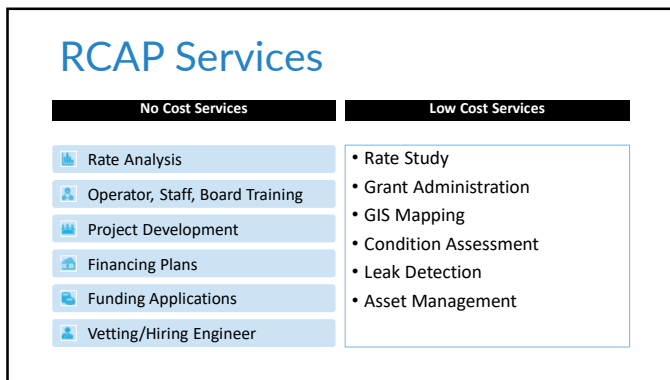 RCAP Services
No Cost Services
Rate Analysis
Operator, Staff, Board Training
Project Development
Financing Plans
Funding Applications
Vetting/Hiring Engineer
Low Cost Services
• Rate Study
• Grant Administration
• GIS Mapping
• Condition Assessment
• Leak Detection
• Asset Management